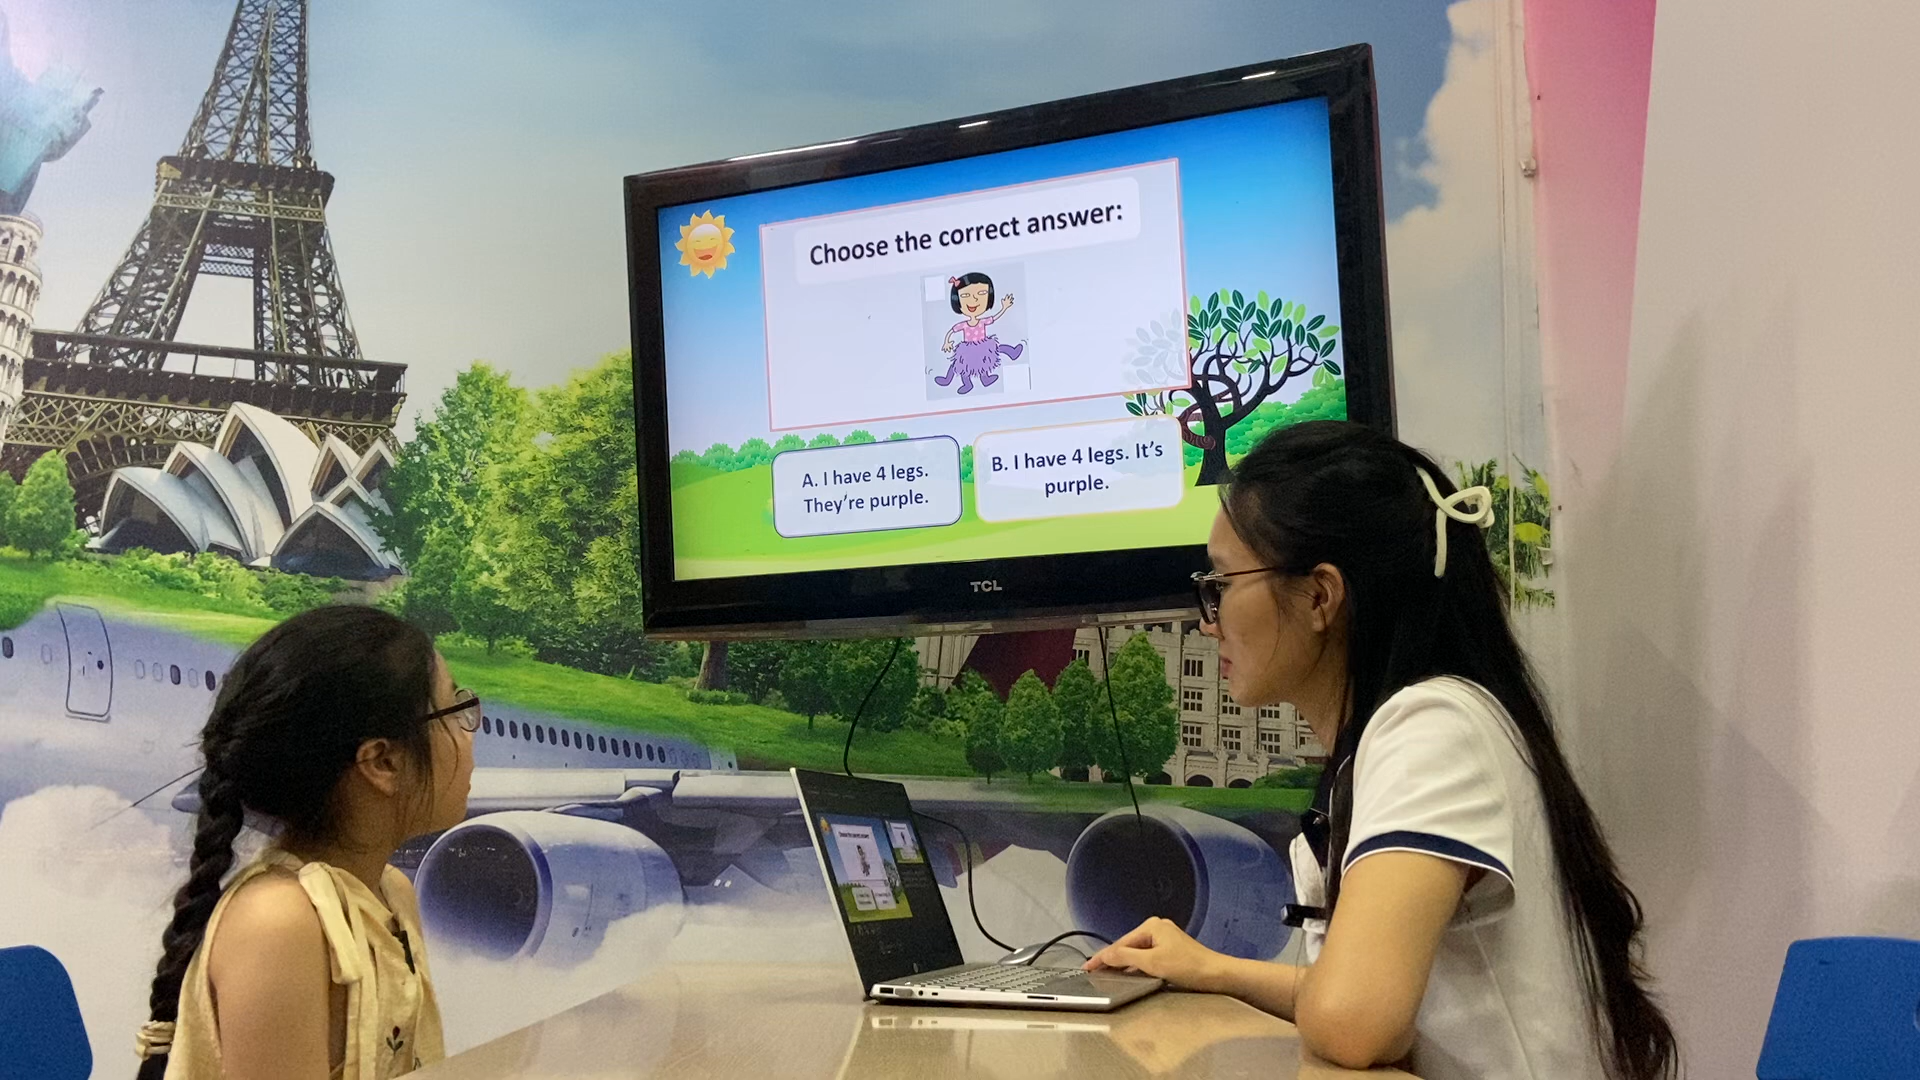 Choose the correct answer:
A. I have 4 legs.
They're purple.
B. I have 4 legs. It's
purple.
TCL